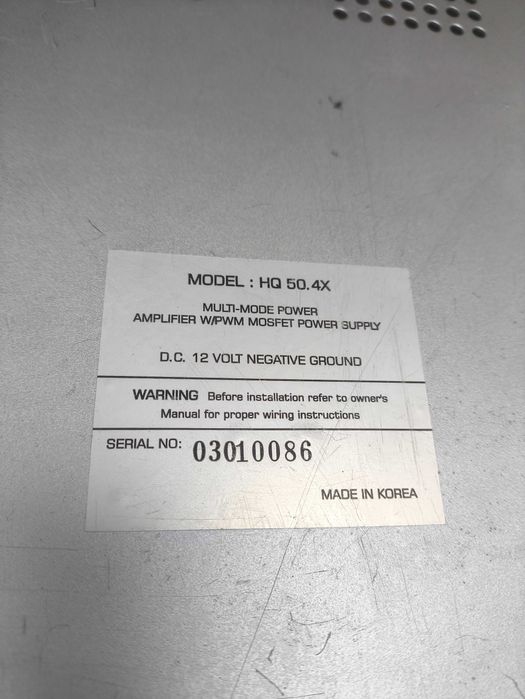 MODEL : HQ 50.4X
MULTI-MODE POWER
AMPLIFIER W/PWM MOSFET POWER SUPPLY
D.C. 12 VOLT NEGATIVE GROUND
WARNING Before installation refer to owner's
Manual for proper wiring instructions
SERIAL NO: 03010086
MADE IN KOREA